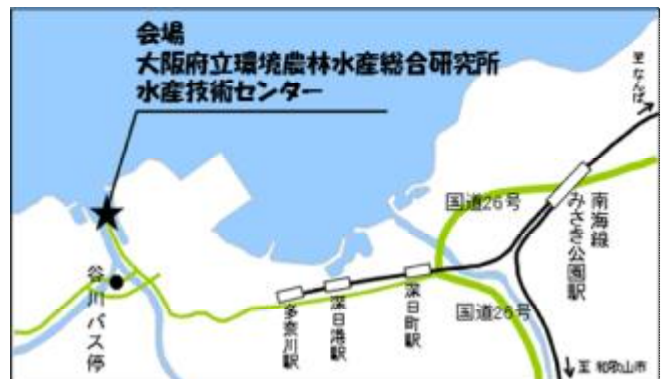 会場
大阪府立環境農林水産総合研究所
水産技術センター
至 なんば
国道26号
南海線
みさき公園駅
谷川バス停
多奈川駅
深日港駅
深日町駅
国道26号
至 和歌山市